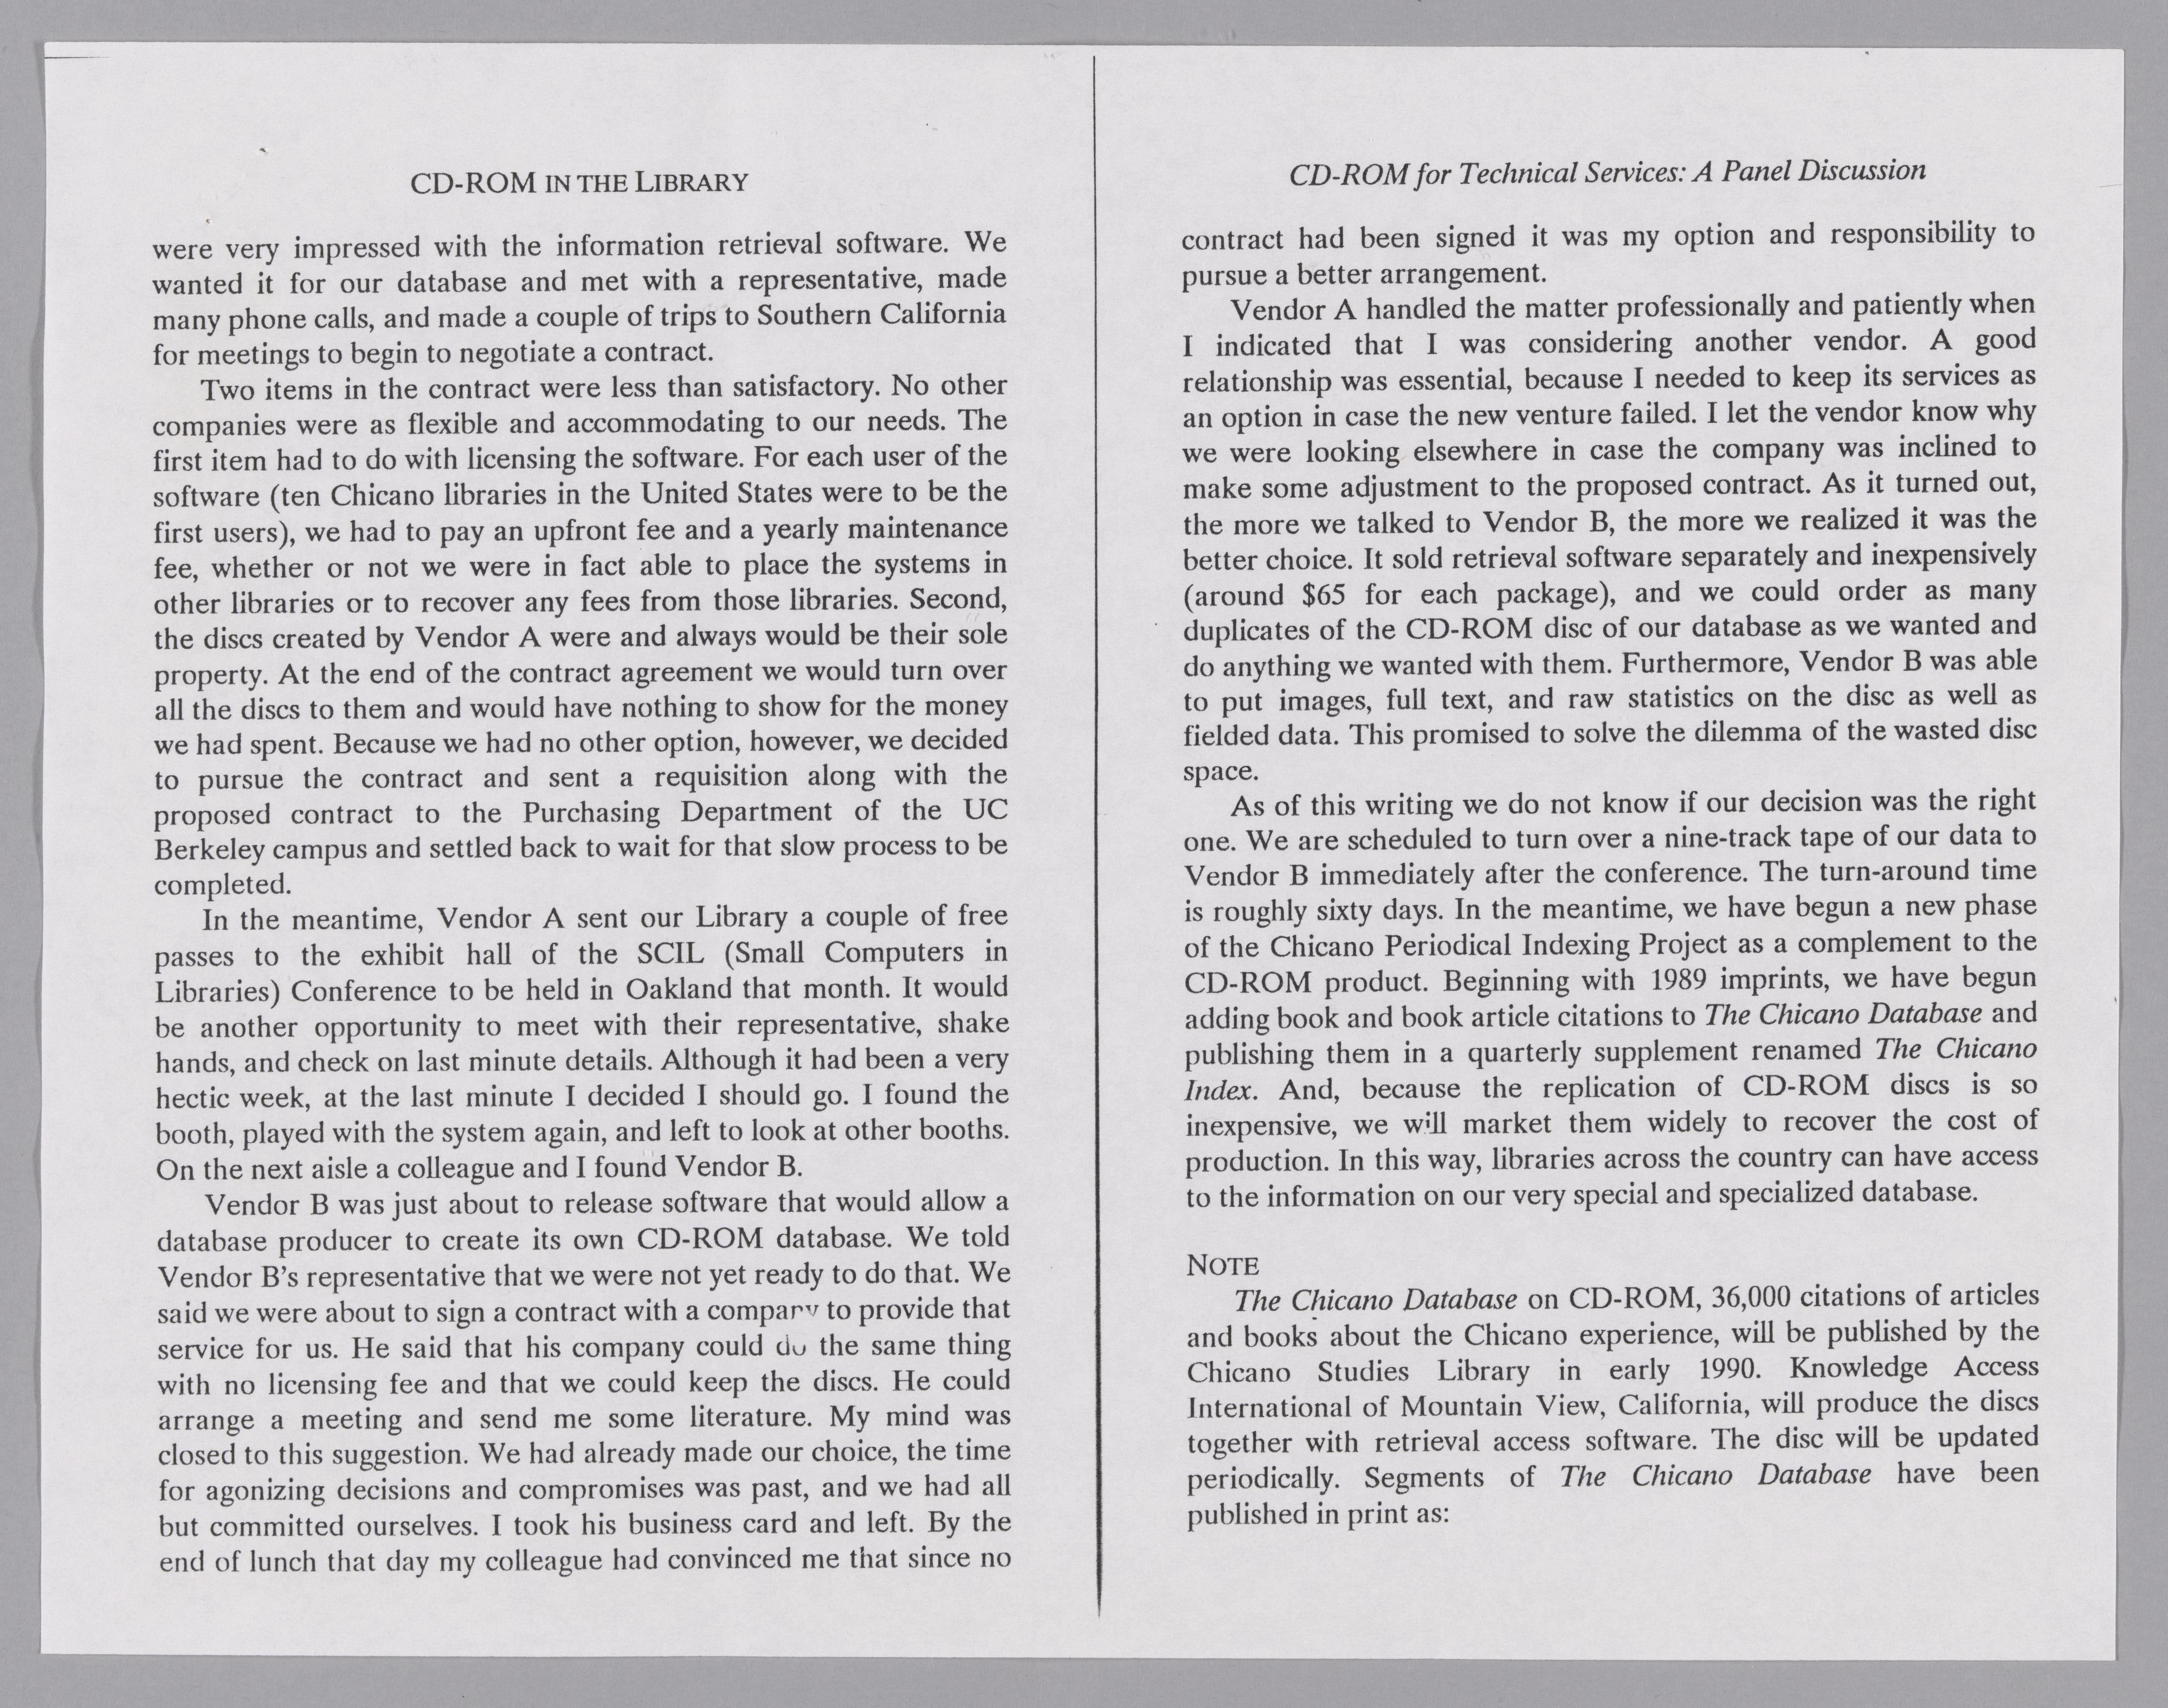 CD-ROM IN THE LIBRARY
were very impressed with the information retrieval software. We
wanted it for our database and met with a representative, made
many phone calls, and made a couple of trips to Southern California
for meetings to begin to negotiate a contract.
Two items in the contract were less than satisfactory. No other
companies were as flexible and accommodating to our needs. The
first item had to do with licensing the software. For each user of the
software (ten Chicano libraries in the United States were to be the
first users), we had to pay an upfront fee and a yearly maintenance
fee, whether or not we were in fact able to place the systems in
other libraries or to recover any fees from those libraries. Second,
the discs created by Vendor A were and always would be their sole
property. At the end of the contract agreement we would turn over
all the discs to them and would have nothing to show for the money
we had spent. Because we had no other option, however, we decided
to pursue the contract and sent a requisition along with the
proposed contract to the Purchasing Department of the UC
Berkeley campus and settled back to wait for that slow process to be
completed.
In the meantime, Vendor A sent our Library a couple of free
passes to the exhibit hall of the SCIL (Small Computers in
Libraries) Conference to be held in Oakland that month. It would
be another opportunity to meet with their representative, shake
hands, and check on last minute details. Although it had been a very
hectic week, at the last minute I decided I should go. I found the
booth, played with the system again, and left to look at other booths.
On the next aisle a colleague and I found Vendor B.
Vendor B was just about to release software that would allow a
database producer to create its own CD-ROM database. We told
Vendor B's representative that we were not yet ready to do that. We
said we were about to sign a contract with a company to provide that
service for us. He said that his company could do the same thing
with no licensing fee and that we could keep the discs. He could
arrange a meeting and send me some literature. My mind was
closed to this suggestion. We had already made our choice, the time
for agonizing decisions and compromises was past, and we had all
but committed ourselves. I took his business card and left. By the
end of lunch that day my colleague had convinced me that since no
CD-ROM for Technical Services: A Panel Discussion
contract had been signed it was my option and responsibility to
pursue a better arrangement.
Vendor A handled the matter professionally and patiently when
I indicated that I was considering another vendor. A good
relationship was essential, because I needed to keep its services as
an option in case the new venture failed. I let the vendor know why
we were looking elsewhere in case the company was inclined to
make some adjustment to the proposed contract. As it turned out,
the more we talked to Vendor B, the more we realized it was the
better choice. It sold retrieval software separately and inexpensively
(around $65 for each package), and we could order as many
duplicates of the CD-ROM disc of our database as we wanted and
do anything we wanted with them. Furthermore, Vendor B was able
to put images, full text, and raw statistics on the disc as well as
fielded data. This promised to solve the dilemma of the wasted disc
space.
As of this writing we do not know if our decision was the right
one. We are scheduled to turn over a nine-track tape of our data to
Vendor B immediately after the conference. The turn-around time
is roughly sixty days. In the meantime, we have begun a new phase
of the Chicano Periodical Indexing Project as a complement to the
CD-ROM product. Beginning with 1989 imprints, we have begun
adding book and book article citations to The Chicano Database and
publishing them in a quarterly supplement renamed The Chicano
Index. And, because the replication of CD-ROM discs is so
inexpensive, we will market them widely to recover the cost of
production. In this way, libraries across the country can have access
to the information on our very special and specialized database.
NOTE
The Chicano Database on CD-ROM, 36,000 citations of articles
and books about the Chicano experience, will be published by the
Chicano Studies Library in early 1990. Knowledge Access
International of Mountain View, California, will produce the discs
together with retrieval access software. The disc will be updated
periodically. Segments of The Chicano Database have been
published in print as: